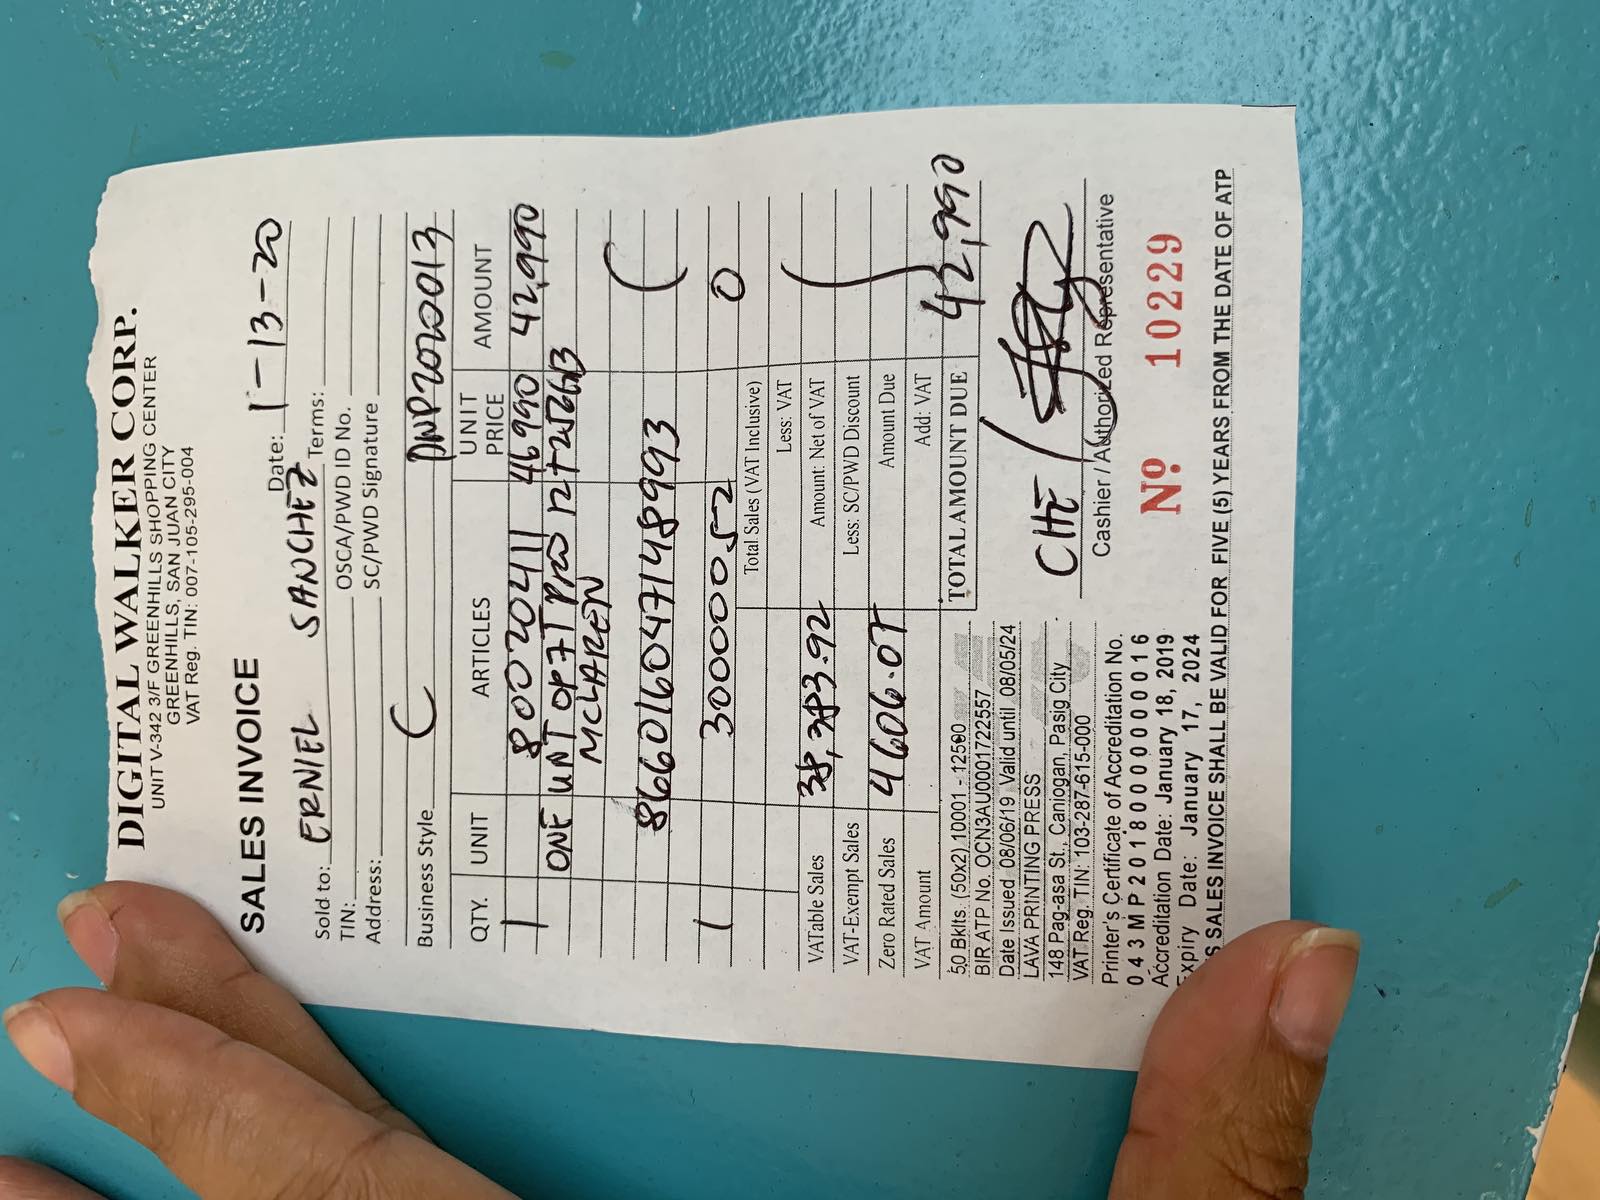 DIGITAL WALKER CORP.
UNIT V-342 3/F GREENHILLS SHOPPING CENTER
GREENHILLS, SAN JUAN CITY
VAT Reg. TIN: 007-105-295-004
SALES INVOICE
Date: 1-13-20
Sold to: ERNIEL SANCHEZ Terms:
TIN: OSCA/PWD ID No.
Address: SC/PWD Signature
Business Style C DWP2020013
QTY. UNIT ARTICLES UNIT PRICE AMOUNT
1 80020411 46990 42,990
ONE UNT OP7T PRO 12+256GB
MCLAREN
866016047148993
1 30000052 0
Total Sales (VAT Inclusive)
Less: VAT
VATable Sales 38,383.92 Amount: Net of VAT
VAT-Exempt Sales Less: SC/PWD Discount
Zero Rated Sales 4606.07 Amount Due
VAT Amount Add: VAT
TOTAL AMOUNT DUE 42,990
50 Bklts. (50x2) 10001 - 12500
BIR ATP No. OCN3AU0001722557
Date Issued 08/06/19 Valid until 08/05/24
LAVA PRINTING PRESS
148 Pag-asa St., Caniogan, Pasig City
VAT Reg. TIN: 103-287-615-000
CHE /
Cashier / Authorized Representative
Printer's Certificate of Accreditation No.
043MP20180000000016
Accreditation Date: January 18, 2019
Expiry Date: January 17, 2024
Nº 10229
SALES INVOICE SHALL BE VALID FOR FIVE (5) YEARS FROM THE DATE OF ATP